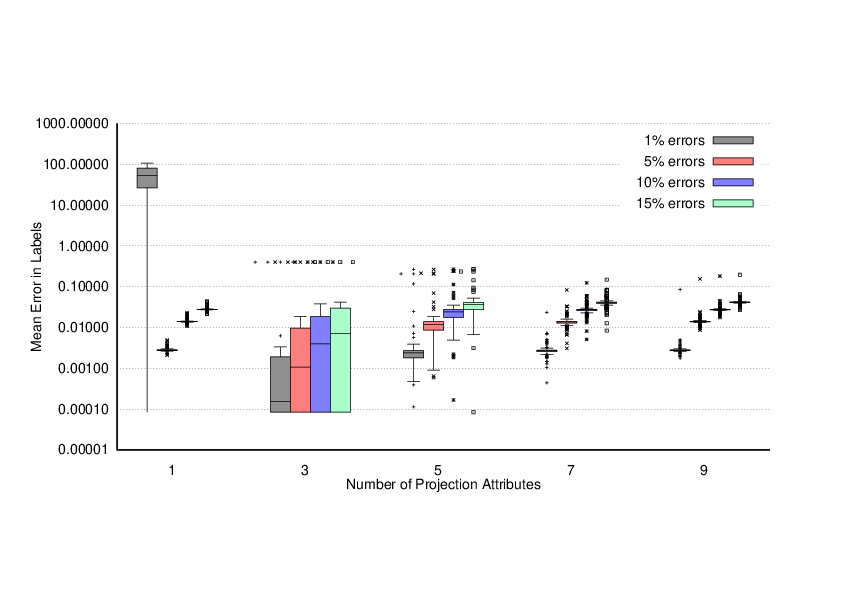 1000.00000
100.00000
10.00000
1.00000
0.10000
0.01000
0.00100
0.00010
0.00001
Mean Error in Labels
1% errors
5% errors
10% errors
15% errors
1 3 5 7 9
Number of Projection Attributes